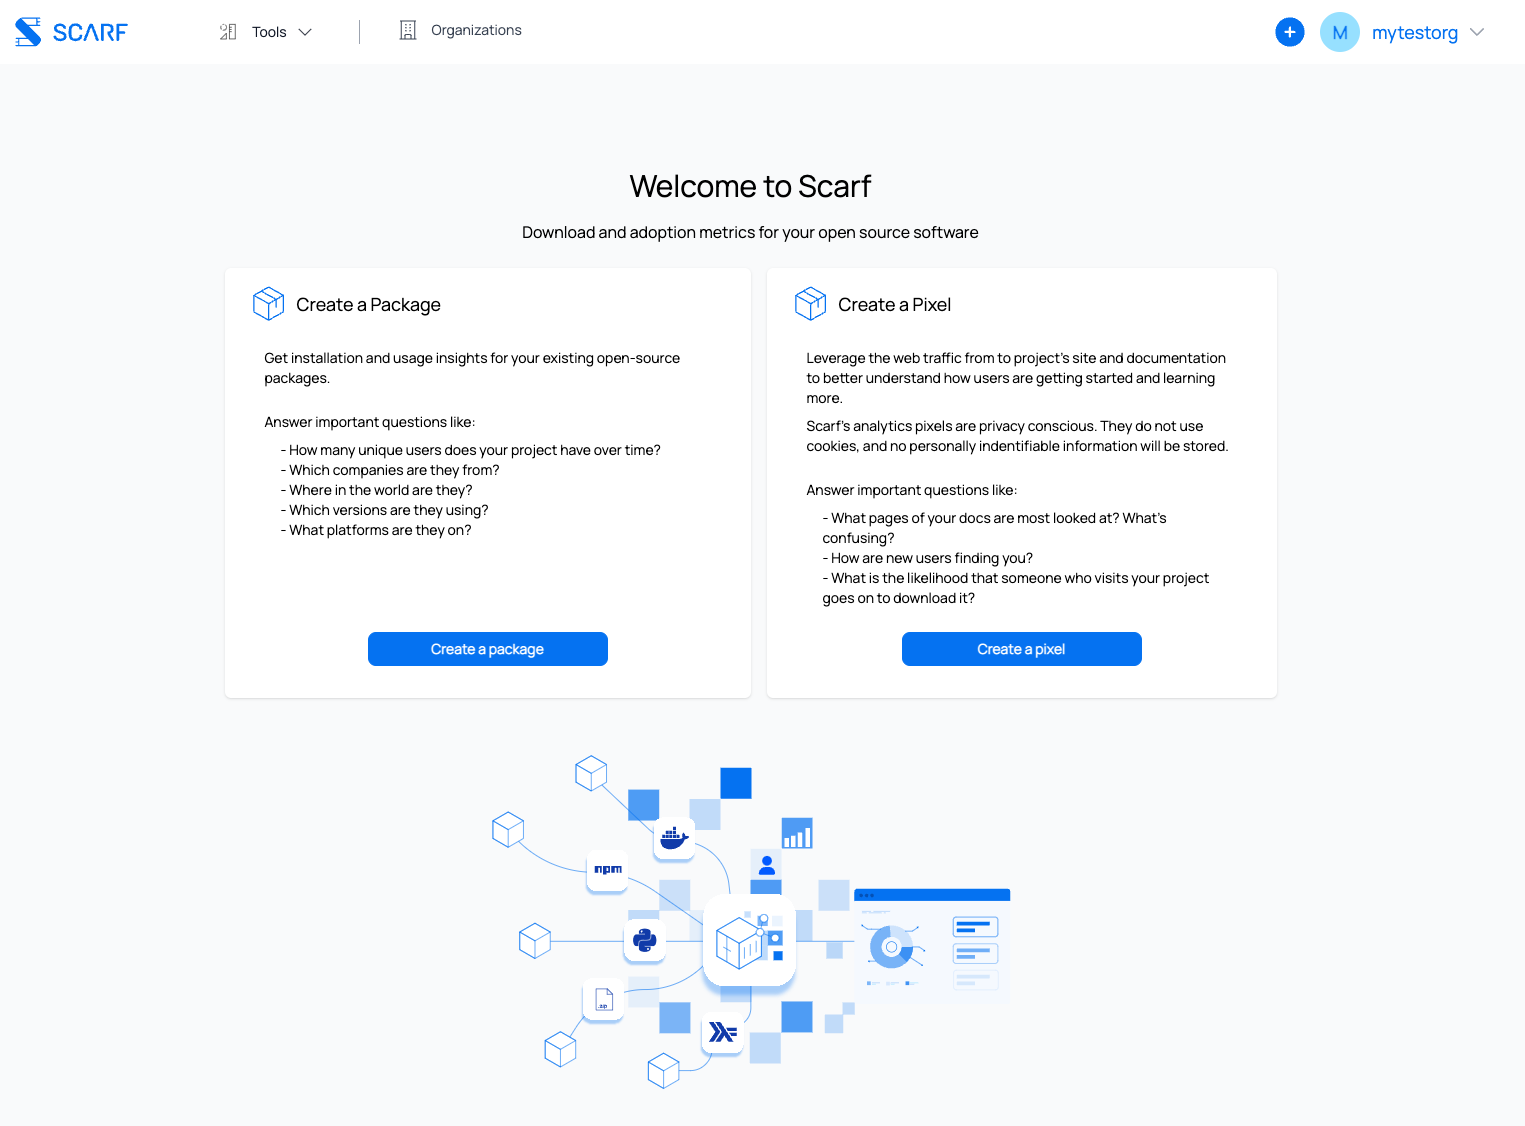 SCARF
Tools
Organizations
M
mytestorg
Welcome to Scarf
Download and adoption metrics for your open source software
Create a Package
Get installation and usage insights for your existing open-source
packages.
Answer important questions like:
- How many unique users does your project have over time?
- Which companies are they from?
- Where in the world are they?
- Which versions are they using?
- What platforms are they on?
Create a package
Create a Pixel
Leverage the web traffic from to project's site and documentation
to better understand how users are getting started and learning
more.
Scarf's analytics pixels are privacy conscious. They do not use
cookies, and no personally indentifiable information will be stored.
Answer important questions like:
- What pages of your docs are most looked at? What's
confusing?
- How are new users finding you?
- What is the likelihood that someone who visits your project
goes on to download it?
Create a pixel
npm
.zip